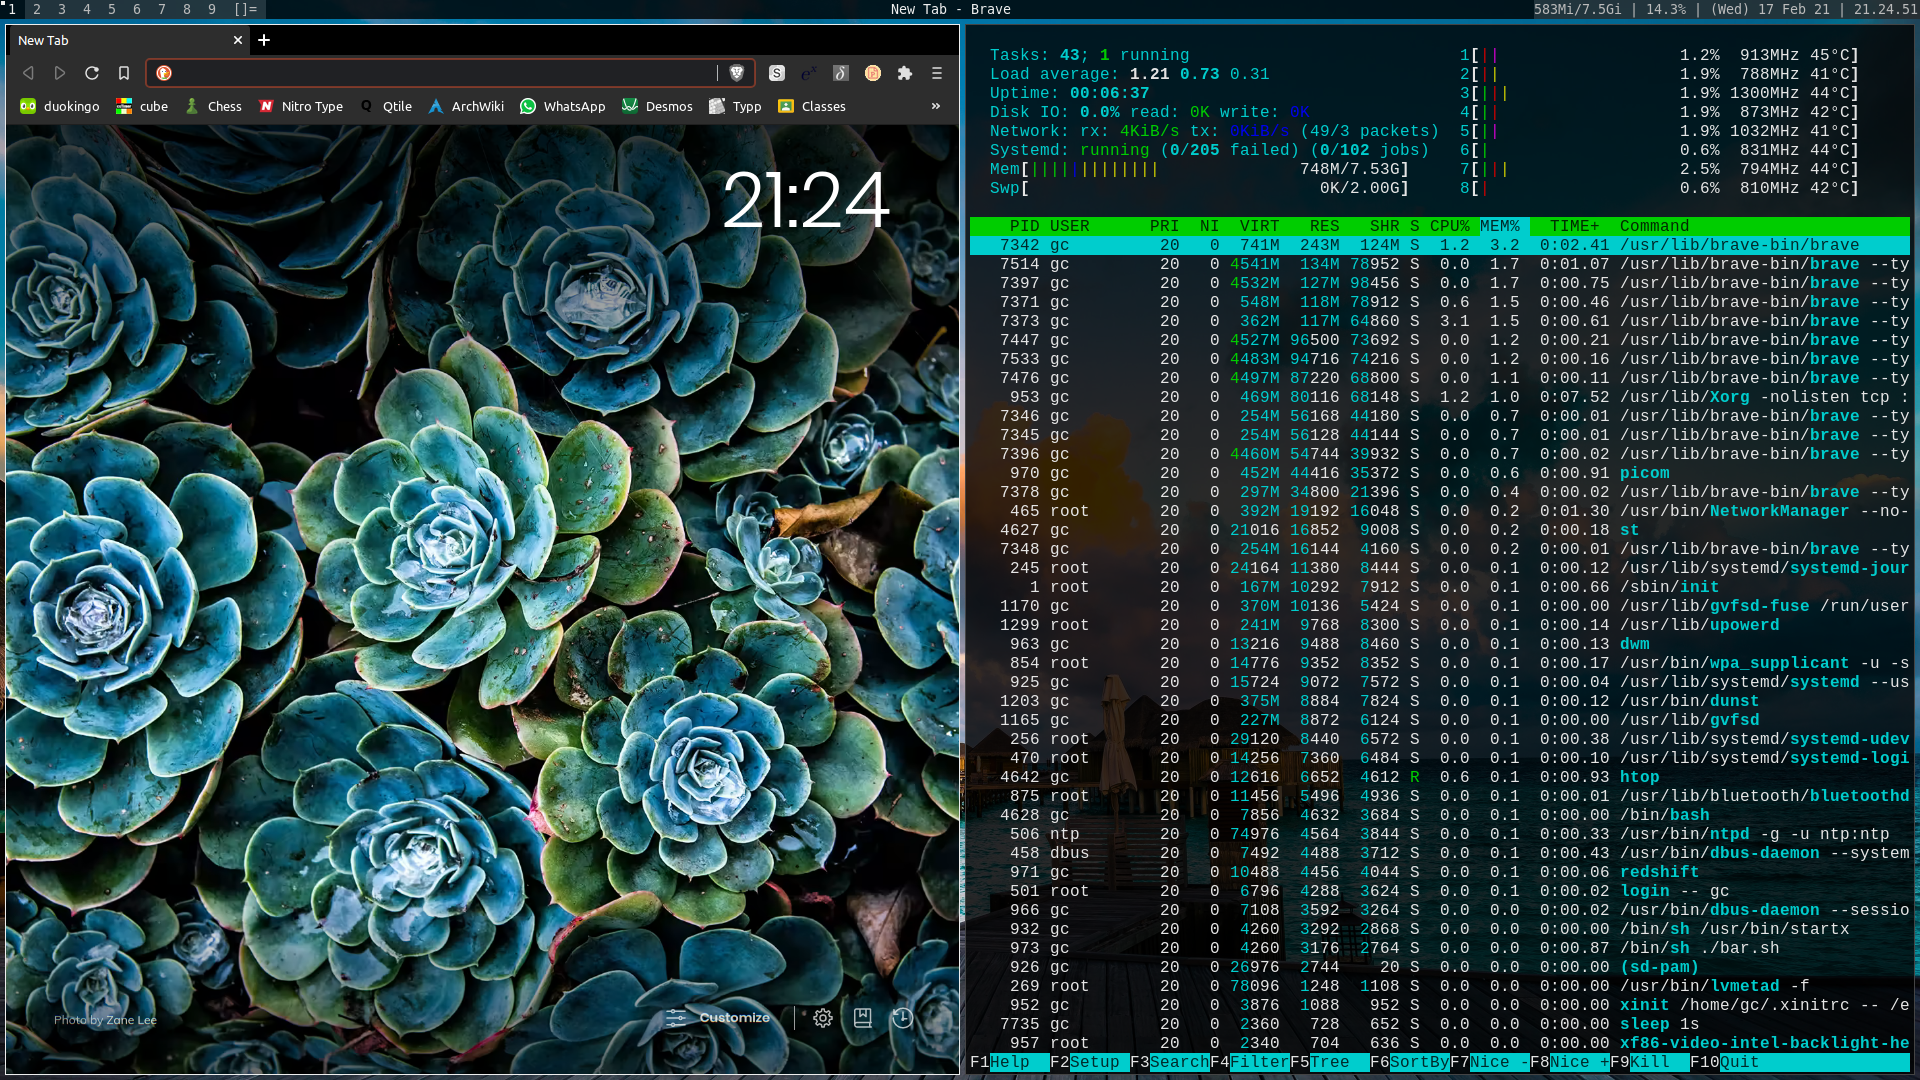 1 2 3 4 5 6 7 8 9 []= New Tab - Brave 583Mi/7.5Gi | 14.3% | (Wed) 17 Feb 21 | 21.24.51
New Tab
duokingo cube Chess Nitro Type Qtile ArchWiki WhatsApp Desmos Typp Classes »
21:24
Photo by Zane Lee
Customize
Tasks: 43; 1 running
Load average: 1.21 0.73 0.31
Uptime: 00:06:37
Disk IO: 0.0% read: 0K write: 0K
Network: rx: 4KiB/s tx: 0KiB/s (49/3 packets)
Systemd: running (0/205 failed) (0/102 jobs)
Mem[||||||||||||| 748M/7.53G]
Swp[ 0K/2.00G]
1[|| 1.2% 913MHz 45°C]
2[|| 1.9% 788MHz 41°C]
3[||| 1.9% 1300MHz 44°C]
4[|| 1.9% 873MHz 42°C]
5[|| 1.9% 1032MHz 41°C]
6[| 0.6% 831MHz 44°C]
7[||| 2.5% 794MHz 44°C]
8[| 0.6% 810MHz 42°C]
PID USER PRI NI VIRT RES SHR S CPU% MEM% TIME+ Command
7342 gc 20 0 741M 243M 124M S 1.2 3.2 0:02.41 /usr/lib/brave-bin/brave
7514 gc 20 0 4541M 134M 78952 S 0.0 1.7 0:01.07 /usr/lib/brave-bin/brave --ty
7397 gc 20 0 4532M 127M 98456 S 0.0 1.7 0:00.75 /usr/lib/brave-bin/brave --ty
7371 gc 20 0 548M 118M 78912 S 0.6 1.5 0:00.46 /usr/lib/brave-bin/brave --ty
7373 gc 20 0 362M 117M 64860 S 3.1 1.5 0:00.61 /usr/lib/brave-bin/brave --ty
7447 gc 20 0 4527M 96500 73692 S 0.0 1.2 0:00.21 /usr/lib/brave-bin/brave --ty
7533 gc 20 0 4483M 94716 74216 S 0.0 1.2 0:00.16 /usr/lib/brave-bin/brave --ty
7476 gc 20 0 4497M 87220 68800 S 0.0 1.1 0:00.11 /usr/lib/brave-bin/brave --ty
953 gc 20 0 469M 80116 68148 S 1.2 1.0 0:07.52 /usr/lib/Xorg -nolisten tcp :
7346 gc 20 0 254M 56168 44180 S 0.0 0.7 0:00.01 /usr/lib/brave-bin/brave --ty
7345 gc 20 0 254M 56128 44144 S 0.0 0.7 0:00.01 /usr/lib/brave-bin/brave --ty
7396 gc 20 0 4460M 54744 39932 S 0.0 0.7 0:00.02 /usr/lib/brave-bin/brave --ty
970 gc 20 0 452M 44416 35372 S 0.0 0.6 0:00.91 picom
7378 gc 20 0 297M 34800 21396 S 0.0 0.4 0:00.02 /usr/lib/brave-bin/brave --ty
465 root 20 0 392M 19192 16048 S 0.0 0.2 0:01.30 /usr/bin/NetworkManager --no-
4627 gc 20 0 21016 16852 9008 S 0.0 0.2 0:00.18 st
7348 gc 20 0 254M 16144 4160 S 0.0 0.2 0:00.01 /usr/lib/brave-bin/brave --ty
245 root 20 0 24164 11380 8444 S 0.0 0.1 0:00.12 /usr/lib/systemd/systemd-jour
1 root 20 0 167M 10292 7912 S 0.0 0.1 0:00.66 /sbin/init
1170 gc 20 0 370M 10136 5424 S 0.0 0.1 0:00.00 /usr/lib/gvfsd-fuse /run/user
1299 root 20 0 241M 9768 8300 S 0.0 0.1 0:00.14 /usr/lib/upowerd
963 gc 20 0 13216 9488 8460 S 0.0 0.1 0:00.13 dwm
854 root 20 0 14776 9352 8352 S 0.0 0.1 0:00.17 /usr/bin/wpa_supplicant -u -s
925 gc 20 0 15724 9072 7572 S 0.0 0.1 0:00.04 /usr/lib/systemd/systemd --us
1203 gc 20 0 375M 8884 7824 S 0.0 0.1 0:00.12 /usr/bin/dunst
1165 gc 20 0 227M 8872 6124 S 0.0 0.1 0:00.00 /usr/lib/gvfsd
256 root 20 0 29120 8440 6572 S 0.0 0.1 0:00.38 /usr/lib/systemd/systemd-udev
470 root 20 0 14256 7360 6484 S 0.0 0.1 0:00.10 /usr/lib/systemd/systemd-logi
4642 gc 20 0 12616 6652 4612 R 0.6 0.1 0:00.93 htop
875 root 20 0 11456 5496 4936 S 0.0 0.1 0:00.01 /usr/lib/bluetooth/bluetoothd
4628 gc 20 0 7856 4632 3684 S 0.0 0.1 0:00.00 /bin/bash
506 ntp 20 0 74976 4564 3844 S 0.0 0.1 0:00.33 /usr/bin/ntpd -g -u ntp:ntp
458 dbus 20 0 7492 4488 3712 S 0.0 0.1 0:00.43 /usr/bin/dbus-daemon --system
971 gc 20 0 10488 4456 4044 S 0.0 0.1 0:00.06 redshift
501 root 20 0 6796 4288 3624 S 0.0 0.1 0:00.02 login -- gc
966 gc 20 0 7108 3592 3264 S 0.0 0.0 0:00.02 /usr/bin/dbus-daemon --sessio
932 gc 20 0 4260 3292 2868 S 0.0 0.0 0:00.00 /bin/sh /usr/bin/startx
973 gc 20 0 4260 3176 2764 S 0.0 0.0 0:00.87 /bin/sh ./bar.sh
926 gc 20 0 26976 2744 20 S 0.0 0.0 0:00.00 (sd-pam)
269 root 20 0 78096 1248 1108 S 0.0 0.0 0:00.00 /usr/bin/lvmetad -f
952 gc 20 0 3876 1088 952 S 0.0 0.0 0:00.00 xinit /home/gc/.xinitrc -- /e
7735 gc 20 0 2360 728 652 S 0.0 0.0 0:00.00 sleep 1s
957 root 20 0 2340 704 636 S 0.0 0.0 0:00.00 xf86-video-intel-backlight-he
F1Help F2Setup F3SearchF4FilterF5Tree F6SortByF7Nice -F8Nice +F9Kill F10Quit